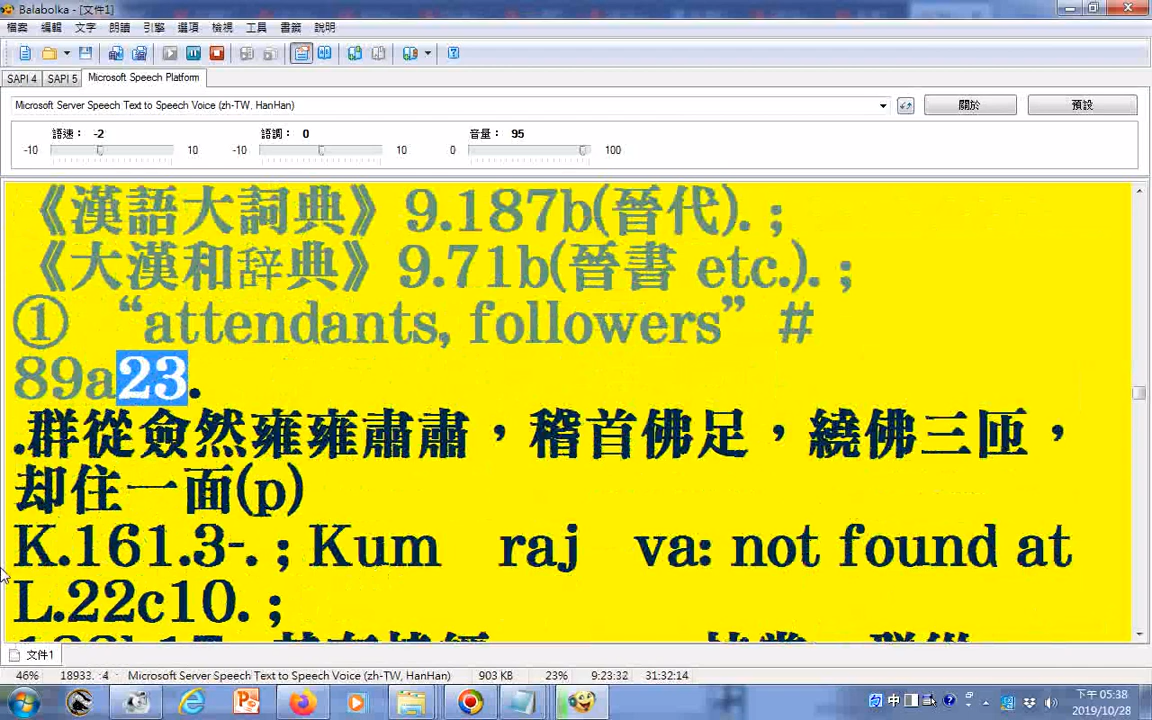 Balabolka - [文件1]
檔案 編輯 文字 朗讀 引擎 選項 檢視 工具 書籤 說明
SAPI 4 SAPI 5 Microsoft Speech Platform
Microsoft Server Speech Text to Speech Voice (zh-TW, HanHan) 關於 預設
語速： -2 語調： 0 音量： 95
-10 10 -10 10 0 100
《漢語大詞典》 9.187b(晉代). ;
《大漢和辞典》 9.71b(晉書 etc.). ;
① “attendants, followers” #
89a23.
.群從僉然雍雍肅肅，稽首佛足，繞佛三匝，
却住一面(p)
K.161.3-. ; Kum raj va: not found at
L.22c10. ;
文件1
46% 18933. :4 Microsoft Server Speech Text to Speech Voice (zh-TW, HanHan) 903 KB 23% 9:23:32 31:32:14
中 下午 05:38
2019/10/28